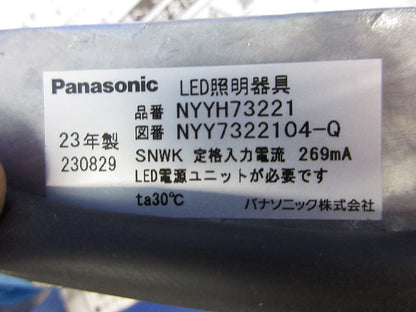 Panasonic LED照明器具
品番 NYYH73221
23年製 図番 NYY7322104-Q
230829 SNWK 定格入力電流 269mA
LED電源ユニットが必要です
ta30℃
パナソニック株式会社